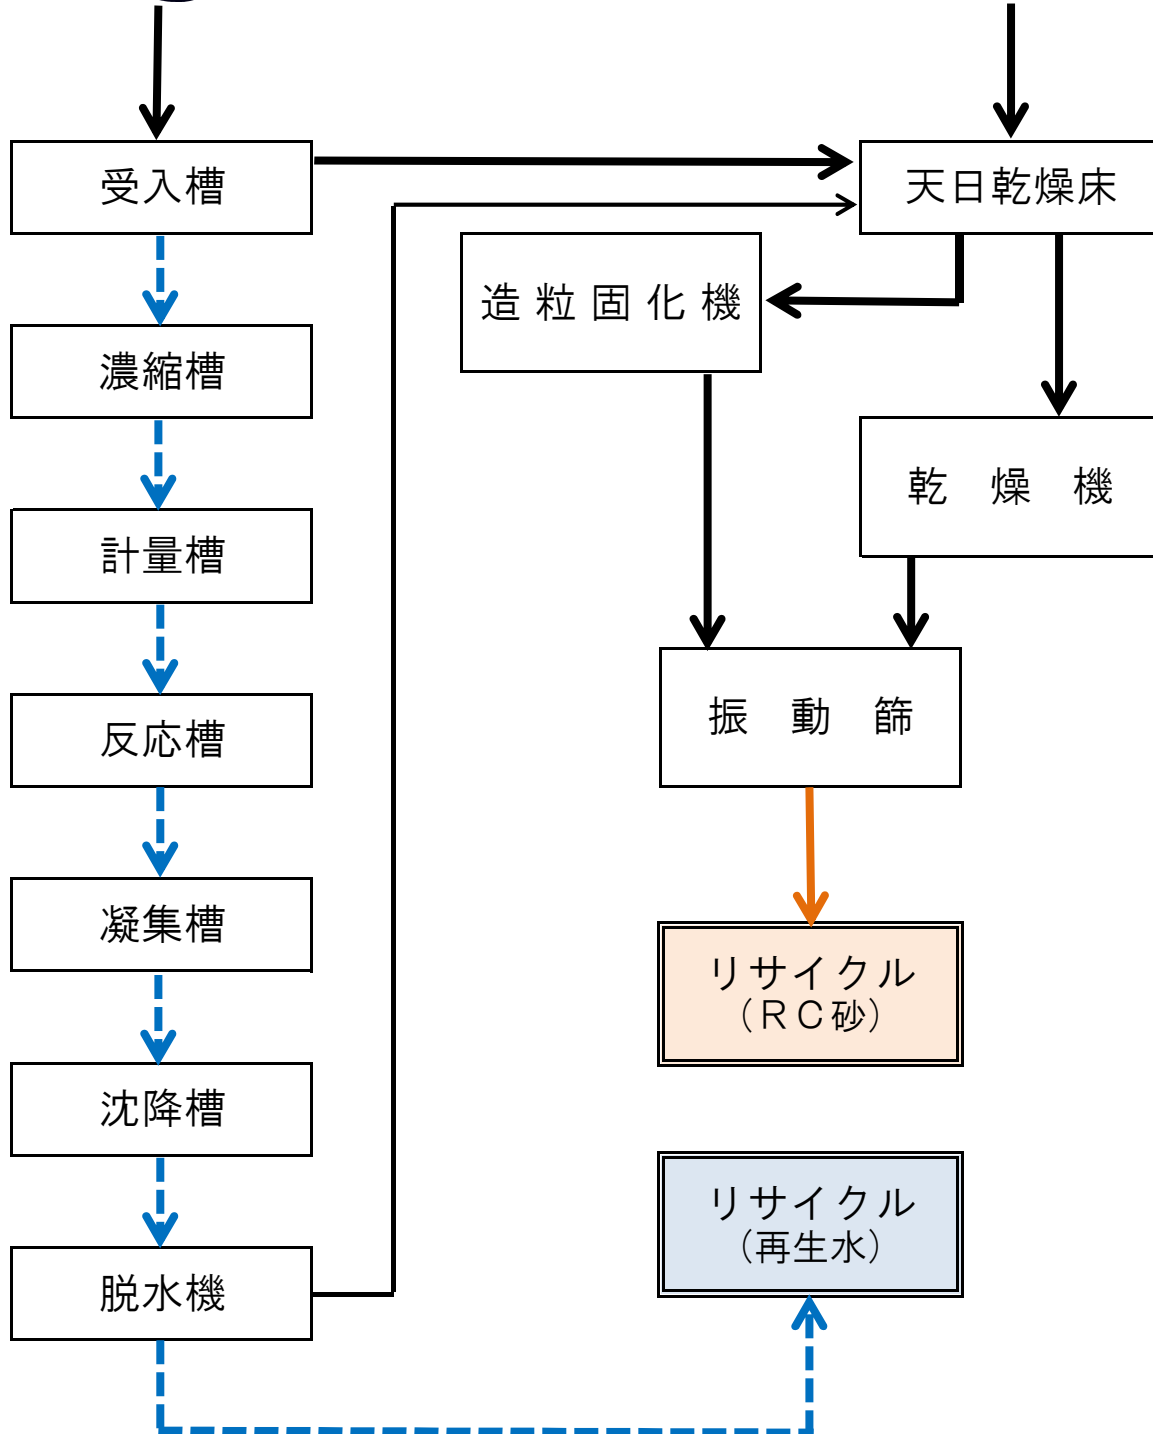 受入槽
天日乾燥床
造粒固化機
濃縮槽
乾　燥　機
計量槽
反応槽
振　動　篩
凝集槽
リサイクル
（ＲＣ砂）
沈降槽
リサイクル
（再生水）
脱水機